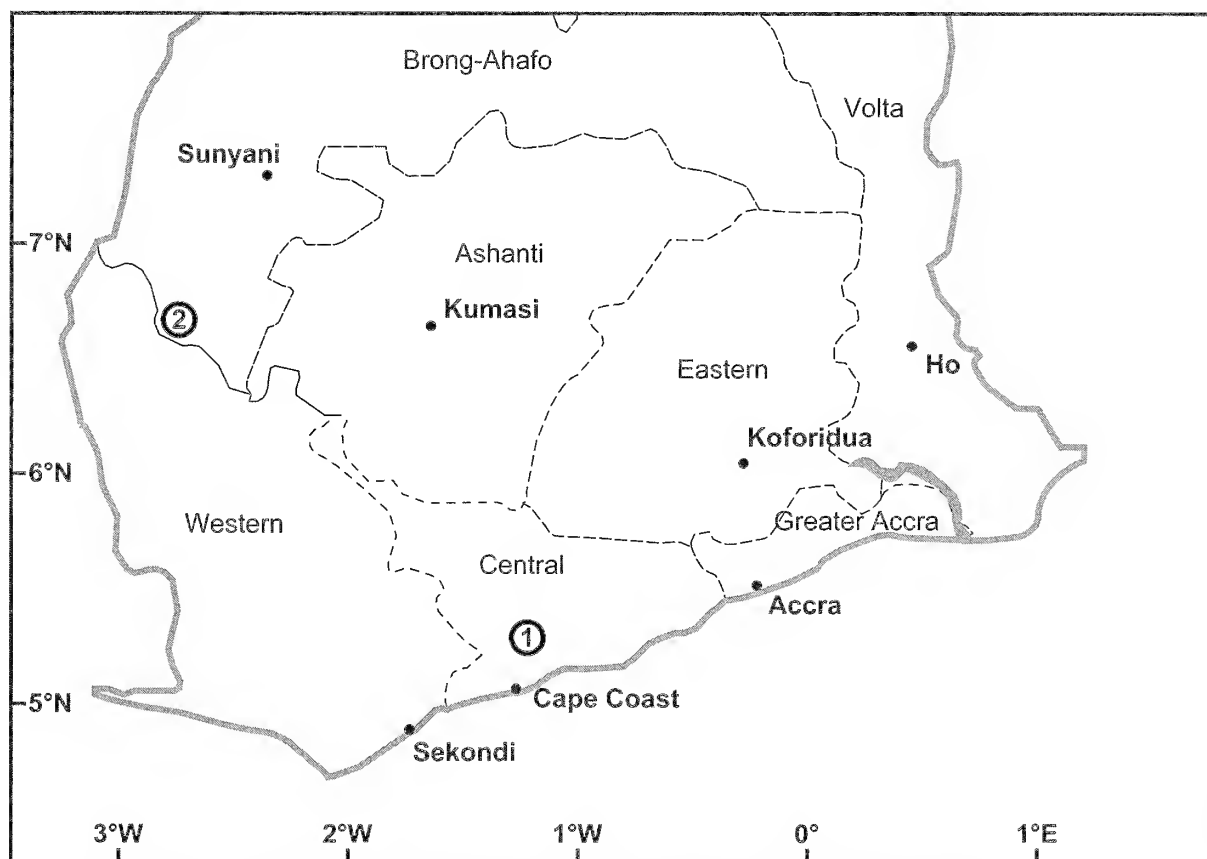 Brong-Ahafo
Volta
Sunyani
7°N
Ashanti
Kumasi
2
Ho
Eastern
Koforidua
6°N
Western
Greater Accra
Central
Accra
1
5°N
Cape Coast
Sekondi
3°W 2°W 1°W 0° 1°E